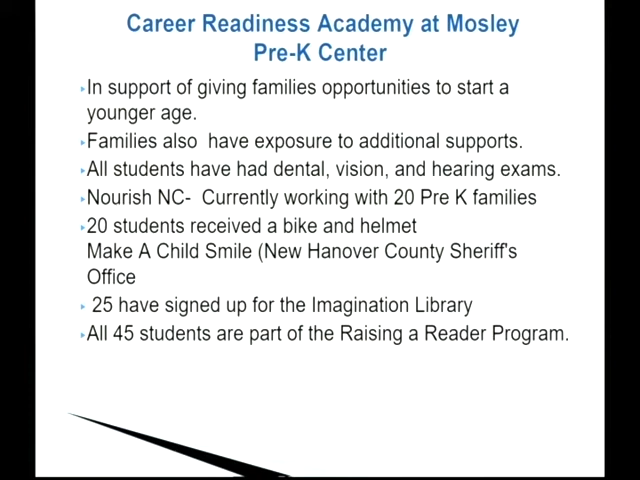 Career Readiness Academy at Mosley
Pre-K Center
In support of giving families opportunities to start a
younger age.
Families also  have exposure to additional supports.
All students have had dental, vision, and hearing exams.
Nourish NC-  Currently working with 20 Pre K families
20 students received a bike and helmet
Make A Child Smile (New Hanover County Sheriff's
Office
25 have signed up for the Imagination Library
All 45 students are part of the Raising a Reader Program.